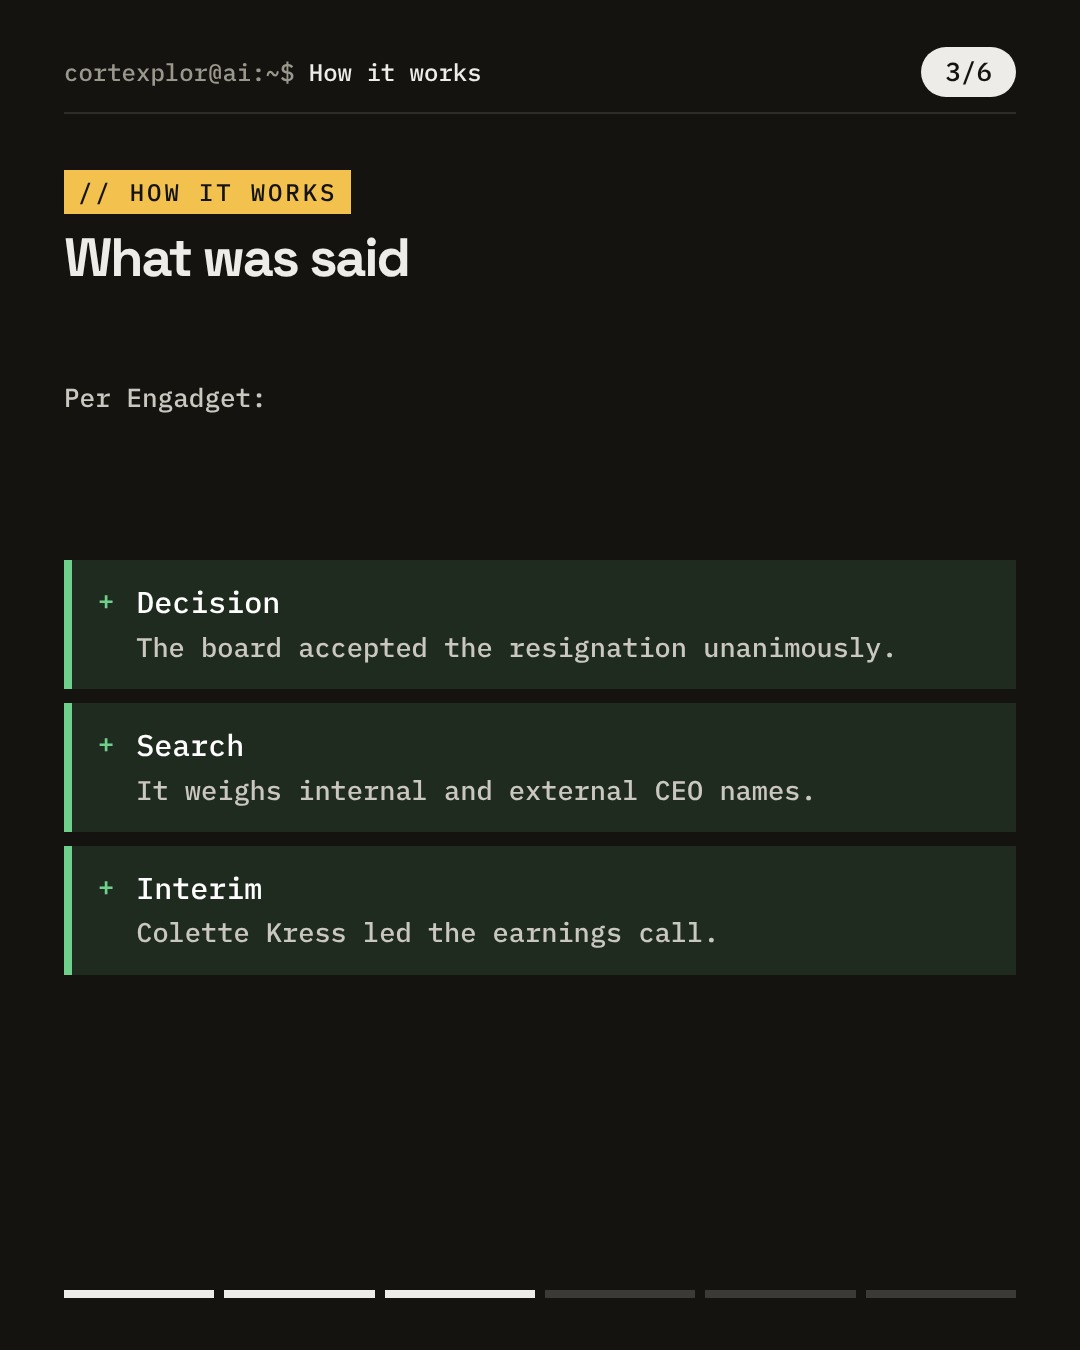 cortexplor@ai:~$ How it works
3/6
// HOW IT WORKS
What was said
Per Engadget:
+ Decision
The board accepted the resignation unanimously.
+ Search
It weighs internal and external CEO names.
+ Interim
Colette Kress led the earnings call.